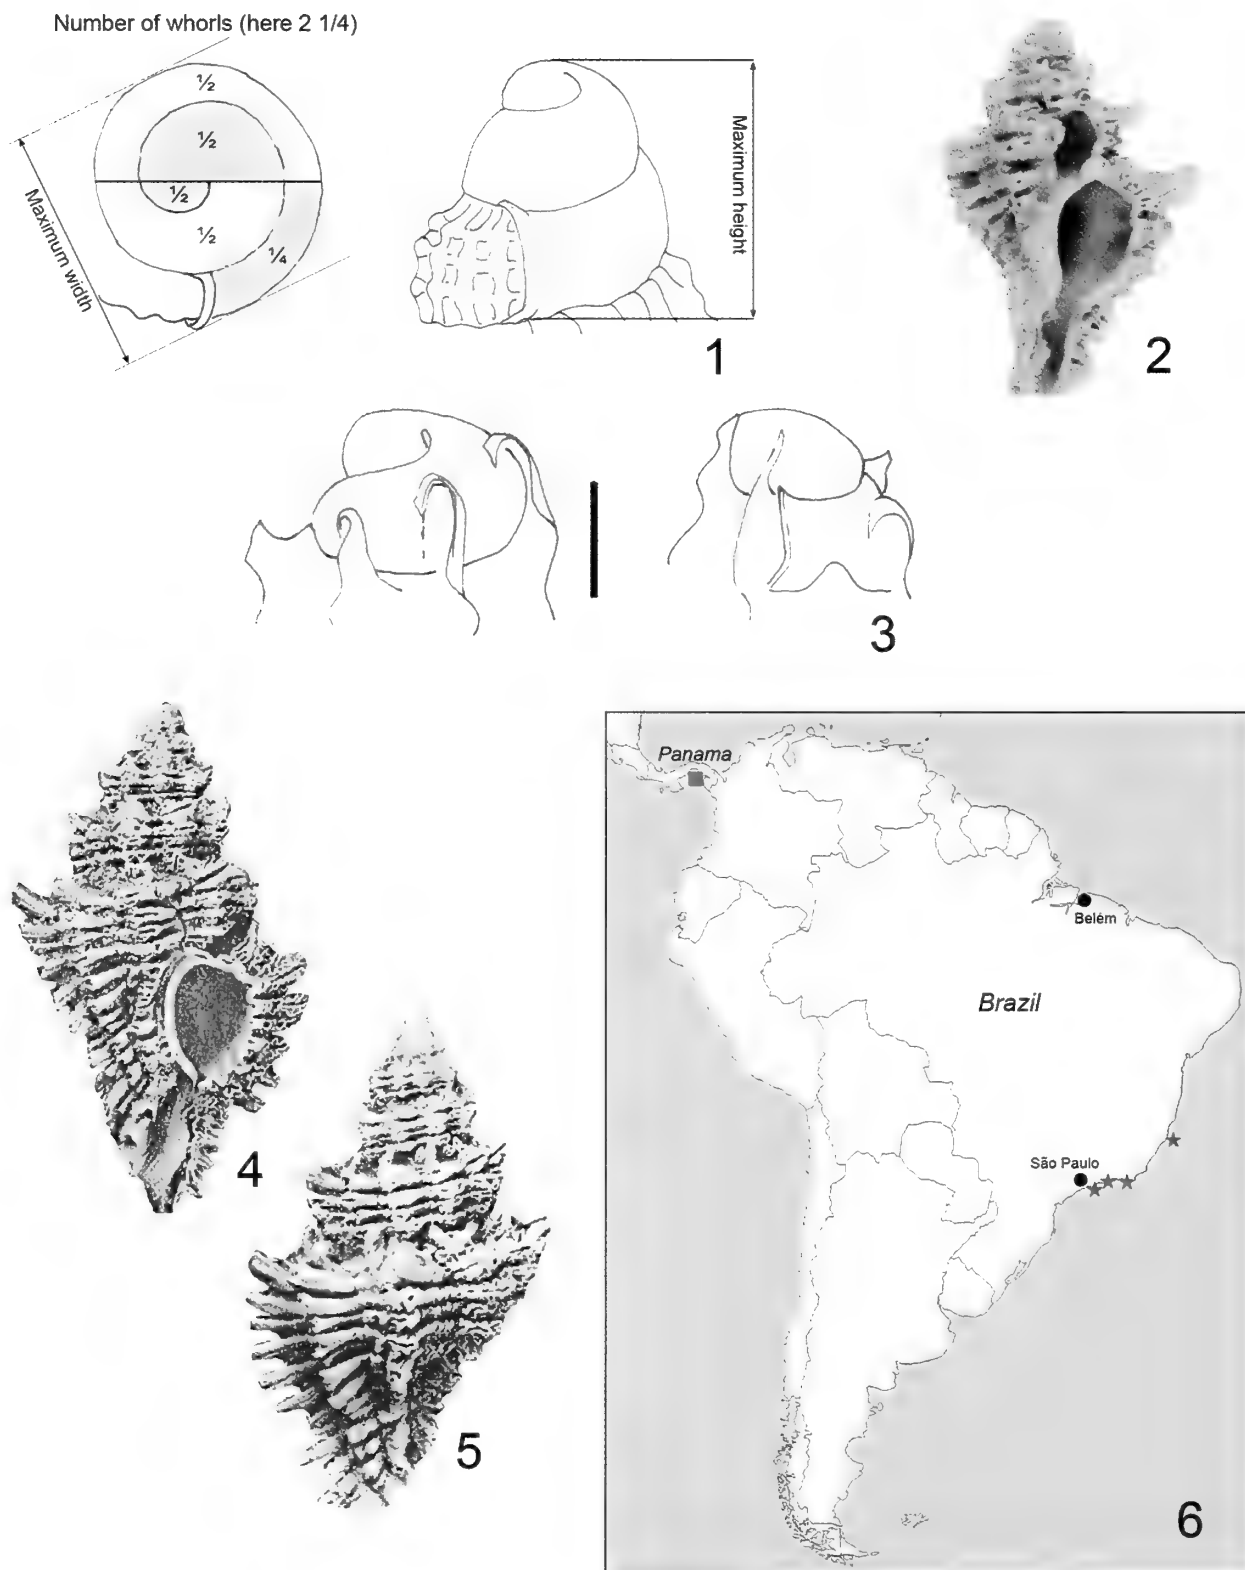 Number of whorls (here 2 1/4)
½
½
½
½
¼
Maximum width
Maximum height
1
2
3
4
5
Panama
Belém
Brazil
São Paulo
6